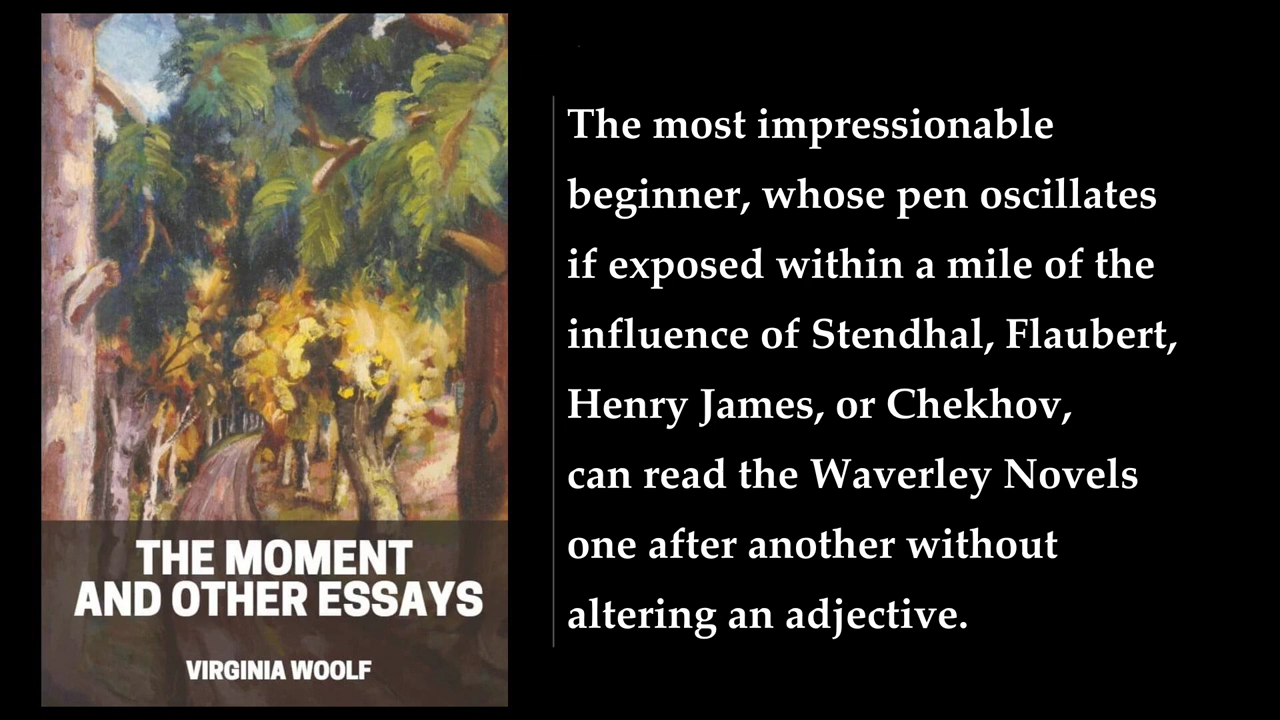 THE MOMENT
AND OTHER ESSAYS
VIRGINIA WOOLF
The most impressionable
beginner, whose pen oscillates
if exposed within a mile of the
influence of Stendhal, Flaubert,
Henry James, or Chekhov,
can read the Waverley Novels
one after another without
altering an adjective.